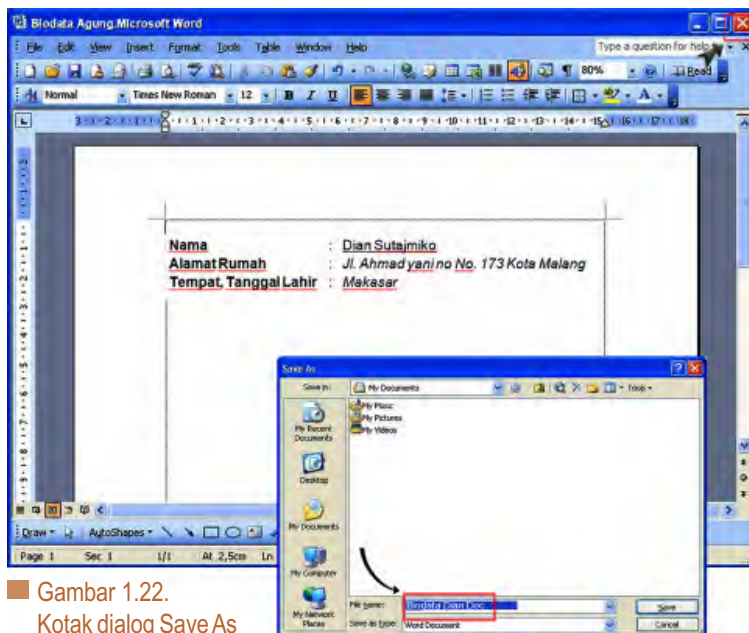 Biodata Agung.Microsoft Word
File Edit View Insert Format Tools Table Window Help
Type a question for help
80%
Read
Normal
Times New Roman
12
B I U
Nama : Dian Sutajmiko
Alamat Rumah : Jl. Ahmad yani no No. 173 Kota Malang
Tempat, Tanggal Lahir : Makasar
Save As
Save in:
My Documents
Tools
My Recent Documents
My Music
My Pictures
My Videos
Desktop
My Documents
My Computer
My Network Places
File name:
Biodata Dian Doc
Save
Save as type:
Word Document
Cancel
Draw
AutoShapes
Page 1 Sec 1 1/1 At 2,5cm Ln
Gambar 1.22.
Kotak dialog Save As